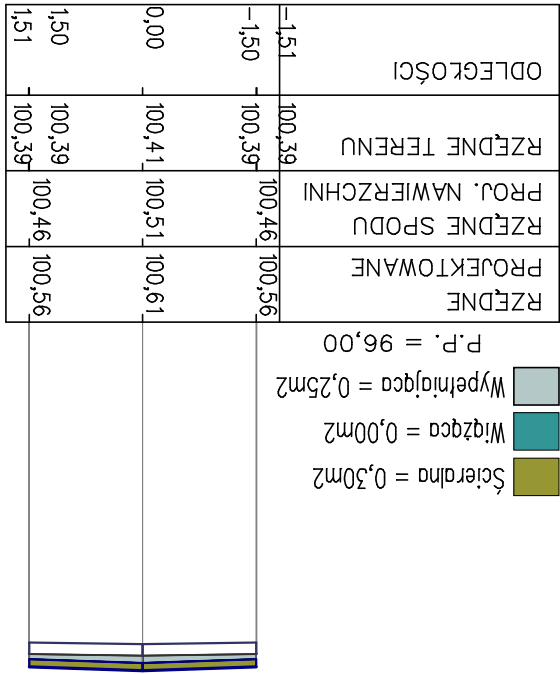 Ścieralna = 0,30m2
Wiążąca = 0,00m2
Wypełniająca = 0,25m2
P.P. = 96,00
RZĘDNE
PROJEKTOWANE
100,56 100,61 100,56
RZĘDNE SPODU
PROJ. NAWIERZCHNI
100,46 100,51 100,46
RZĘDNE TERENU
100,39 100,39 100,41 100,39 100,39
ODLEGŁOŚCI
-1,51 -1,50 0,00 1,50 1,51